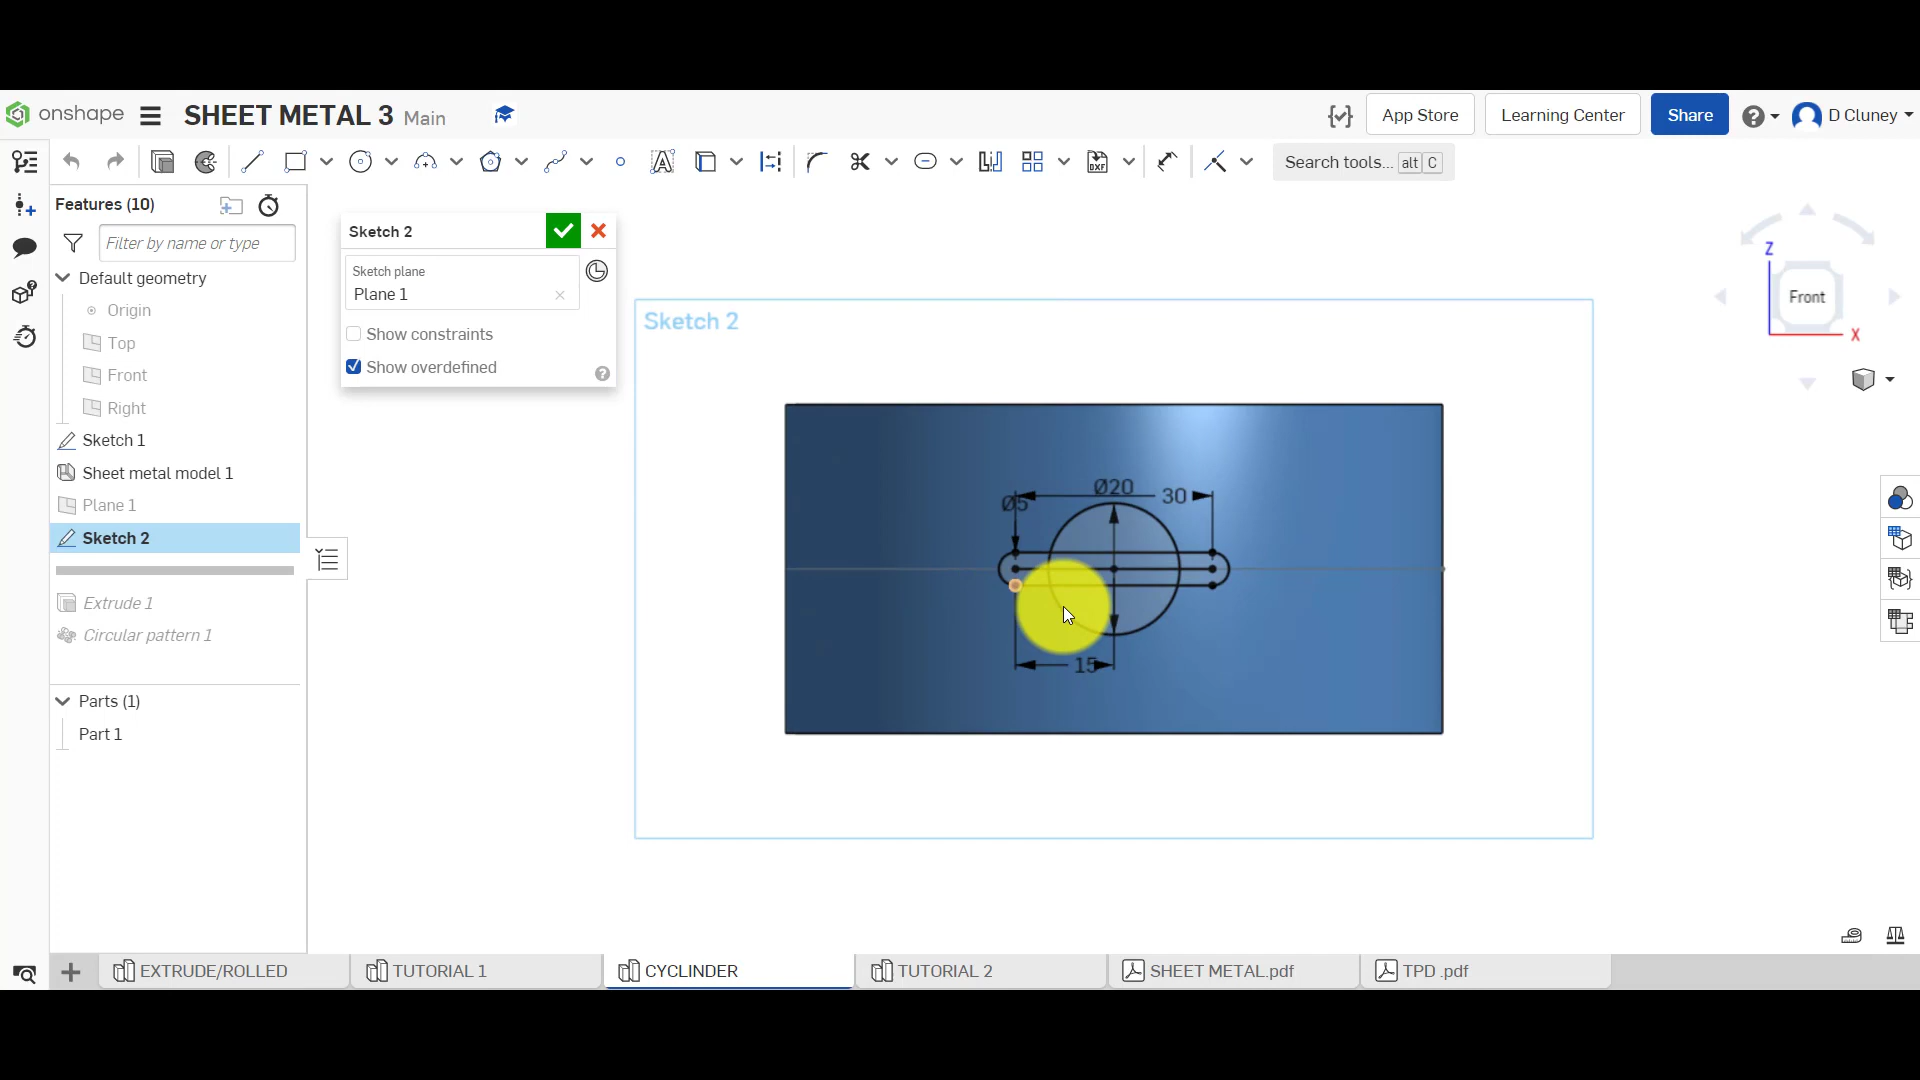 onshape
SHEET METAL 3 Main
App Store
Learning Center
Share
D Cluney
Search tools... alt C
Features (10)
Filter by name or type
Default geometry
Origin
Top
Front
Right
Sketch 1
Sheet metal model 1
Plane 1
Sketch 2
Extrude 1
Circular pattern 1
Parts (1)
Part 1
Sketch 2
Sketch plane
Plane 1
Show constraints
Show overdefined
Sketch 2
Ø20
30
Ø5
15
Z
Front
X
DXF
EXTRUDE/ROLLED
TUTORIAL 1
CYCLINDER
TUTORIAL 2
SHEET METAL.pdf
TPD .pdf